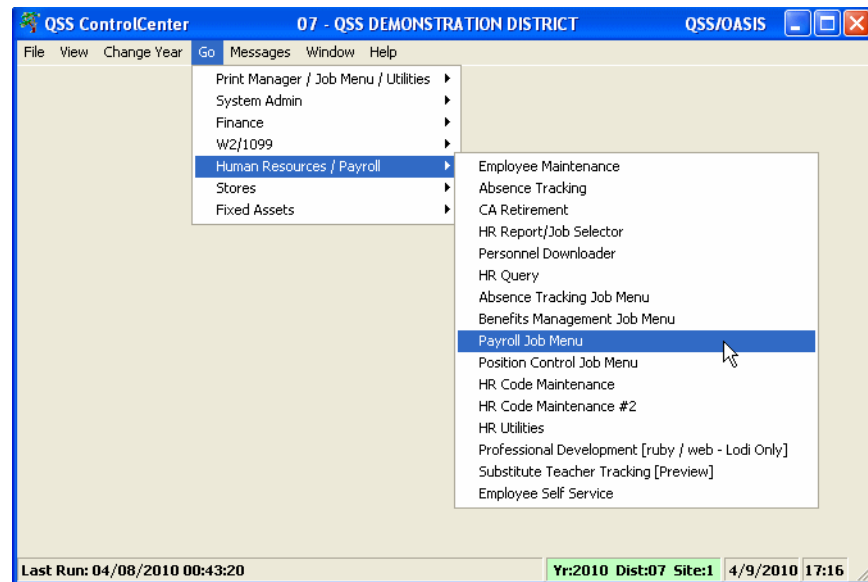 QSS ControlCenter 07 - QSS DEMONSTRATION DISTRICT QSS/OASIS
File View Change Year Go Messages Window Help
Print Manager / Job Menu / Utilities
System Admin
Finance
W2/1099
Human Resources / Payroll
Stores
Fixed Assets
Employee Maintenance
Absence Tracking
CA Retirement
HR Report/Job Selector
Personnel Downloader
HR Query
Absence Tracking Job Menu
Benefits Management Job Menu
Payroll Job Menu
Position Control Job Menu
HR Code Maintenance
HR Code Maintenance #2
HR Utilities
Professional Development [ruby / web - Lodi Only]
Substitute Teacher Tracking [Preview]
Employee Self Service
Last Run: 04/08/2010 00:43:20 Yr:2010 Dist:07 Site:1 4/9/2010 17:16